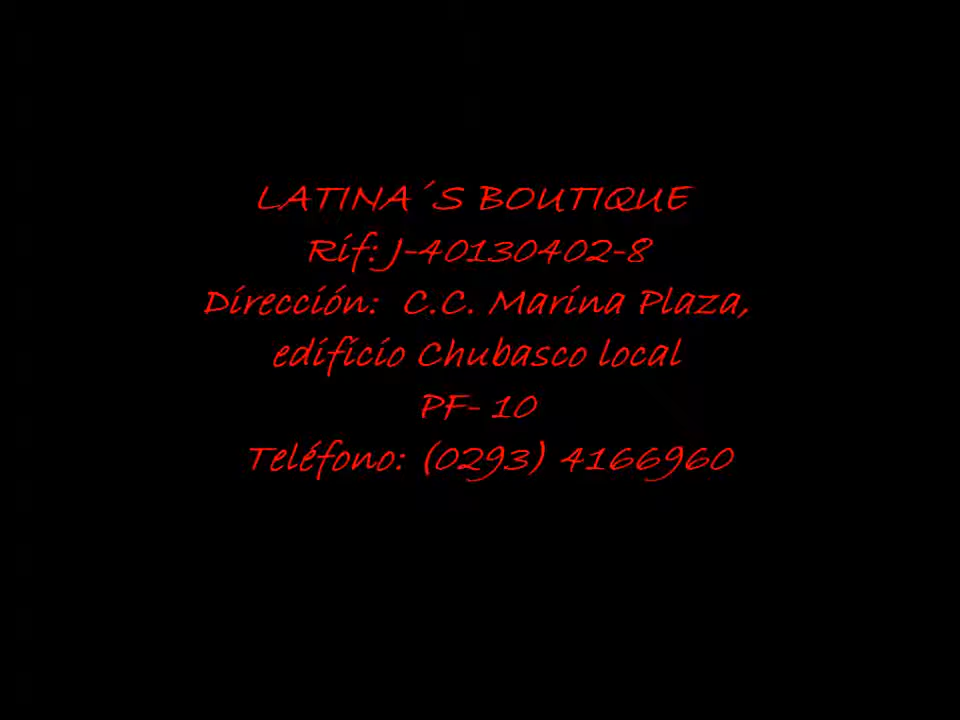 LATINA´S BOUTIQUE
Rif: J-40130402-8
Dirección: C.C. Marina Plaza,
edificio Chubasco local
PF- 10
Teléfono: (0293) 4166960